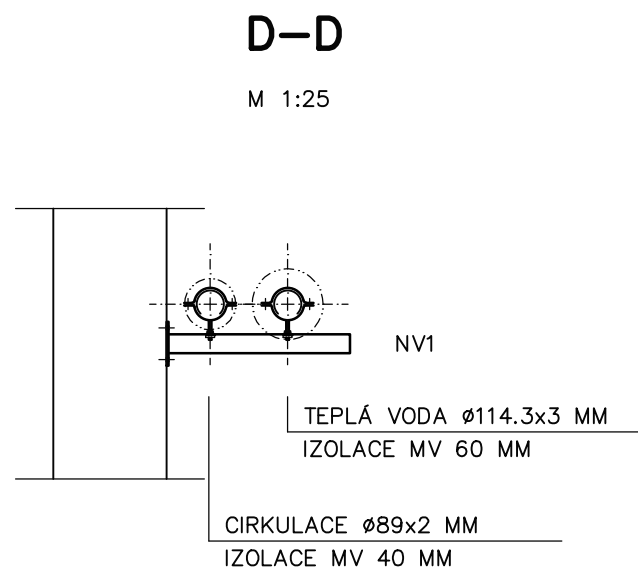 D–D
M 1:25
NV1
TEPLÁ VODA ø114.3x3 MM
IZOLACE MV 60 MM
CIRKULACE ø89x2 MM
IZOLACE MV 40 MM